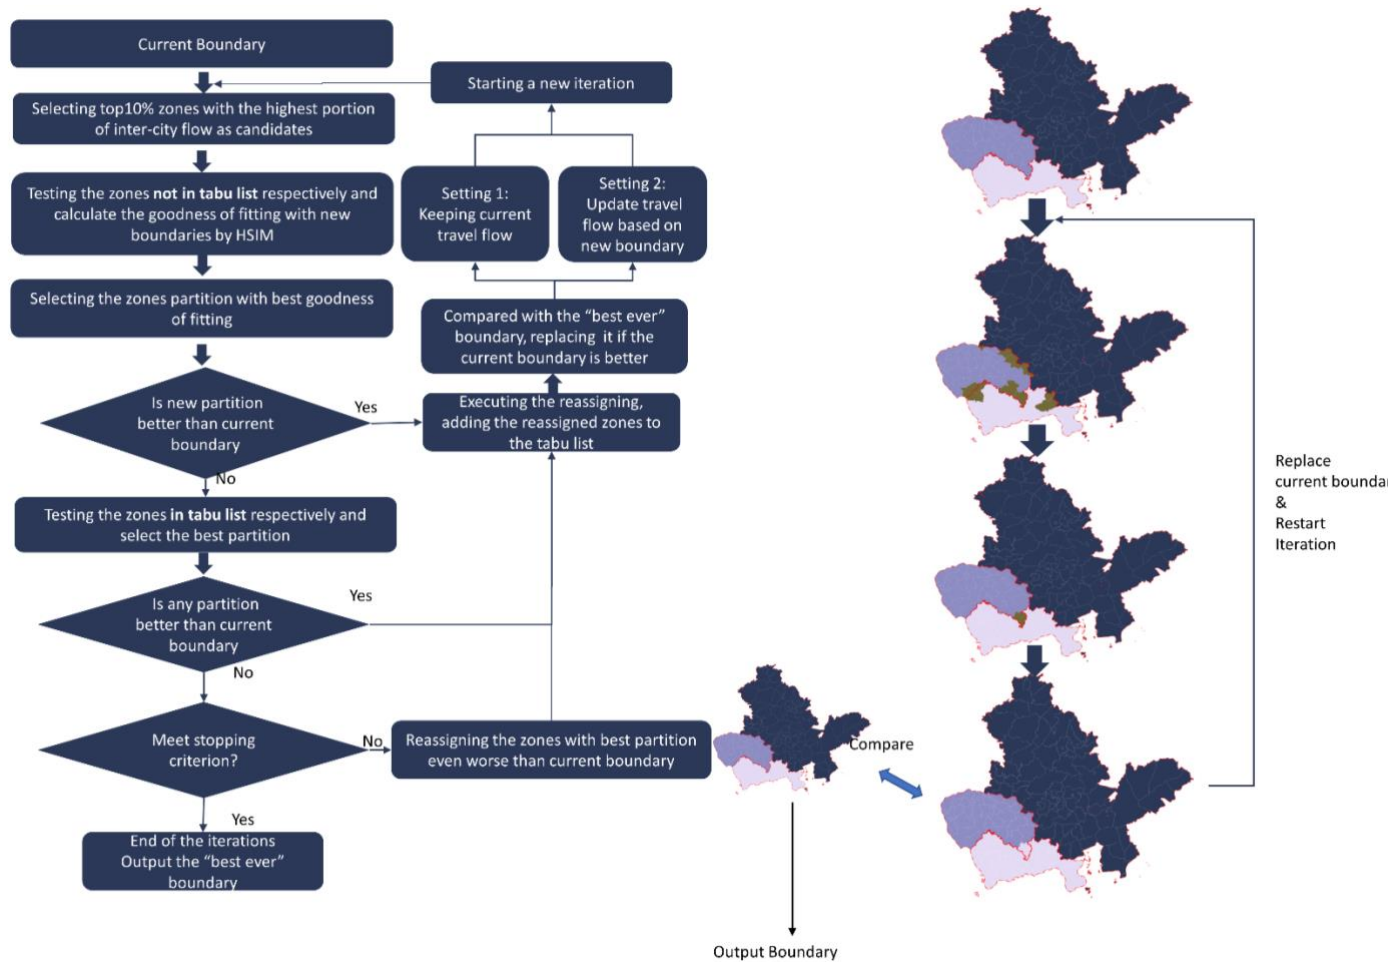 Current Boundary
Starting a new iteration
Selecting top10% zones with the highest portion
of inter-city flow as candidates
Testing the zones not in tabu list respectively and
calculate the goodness of fitting with new
boundaries by HSIM
Setting 1:
Keeping current
travel flow
Setting 2:
Update travel
flow based on
new boundary
Selecting the zones partition with best goodness
of fitting
Compared with the “best ever”
boundary, replacing it if the
current boundary is better
Is new partition
better than current
boundary
Yes
Executing the reassigning,
adding the reassigned zones to
the tabu list
No
Testing the zones in tabu list respectively and
select the best partition
Is any partition
better than current
boundary
Yes
No
Meet stopping
criterion?
No
Reassigning the zones with best partition
even worse than current boundary
Yes
End of the iterations
Output the “best ever”
boundary
Compare
Output Boundary
Replace
current boundar
&
Restart
Iteration